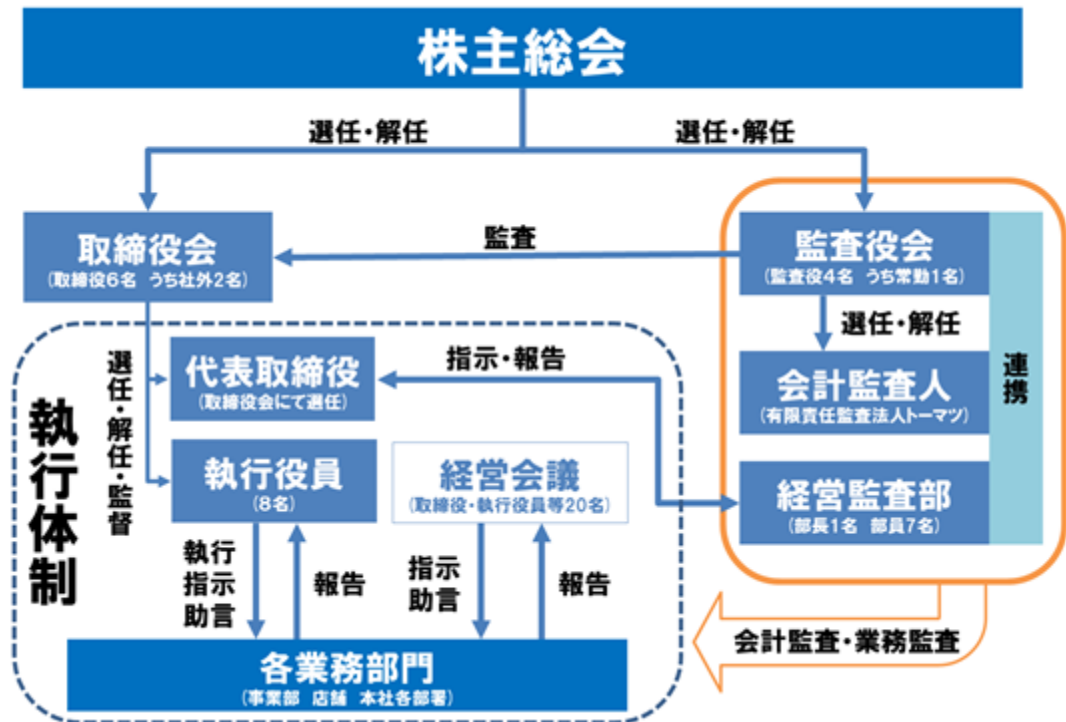 株主総会
選任・解任
選任・解任
取締役会
(取締役6名 うち社外2名)
監査
監査役会
(監査役4名 うち常勤1名)
選任・解任
連携
執行体制
選任・解任・監督
代表取締役
(取締役会にて選任)
指示・報告
会計監査人
(有限責任監査法人トーマツ)
執行役員
(8名)
経営会議
(取締役・執行役員等20名)
経営監査部
(部長1名 部員7名)
執行
指示
助言
報告
指示
助言
報告
会計監査・業務監査
各業務部門
(事業部 店舗 本社各部署)